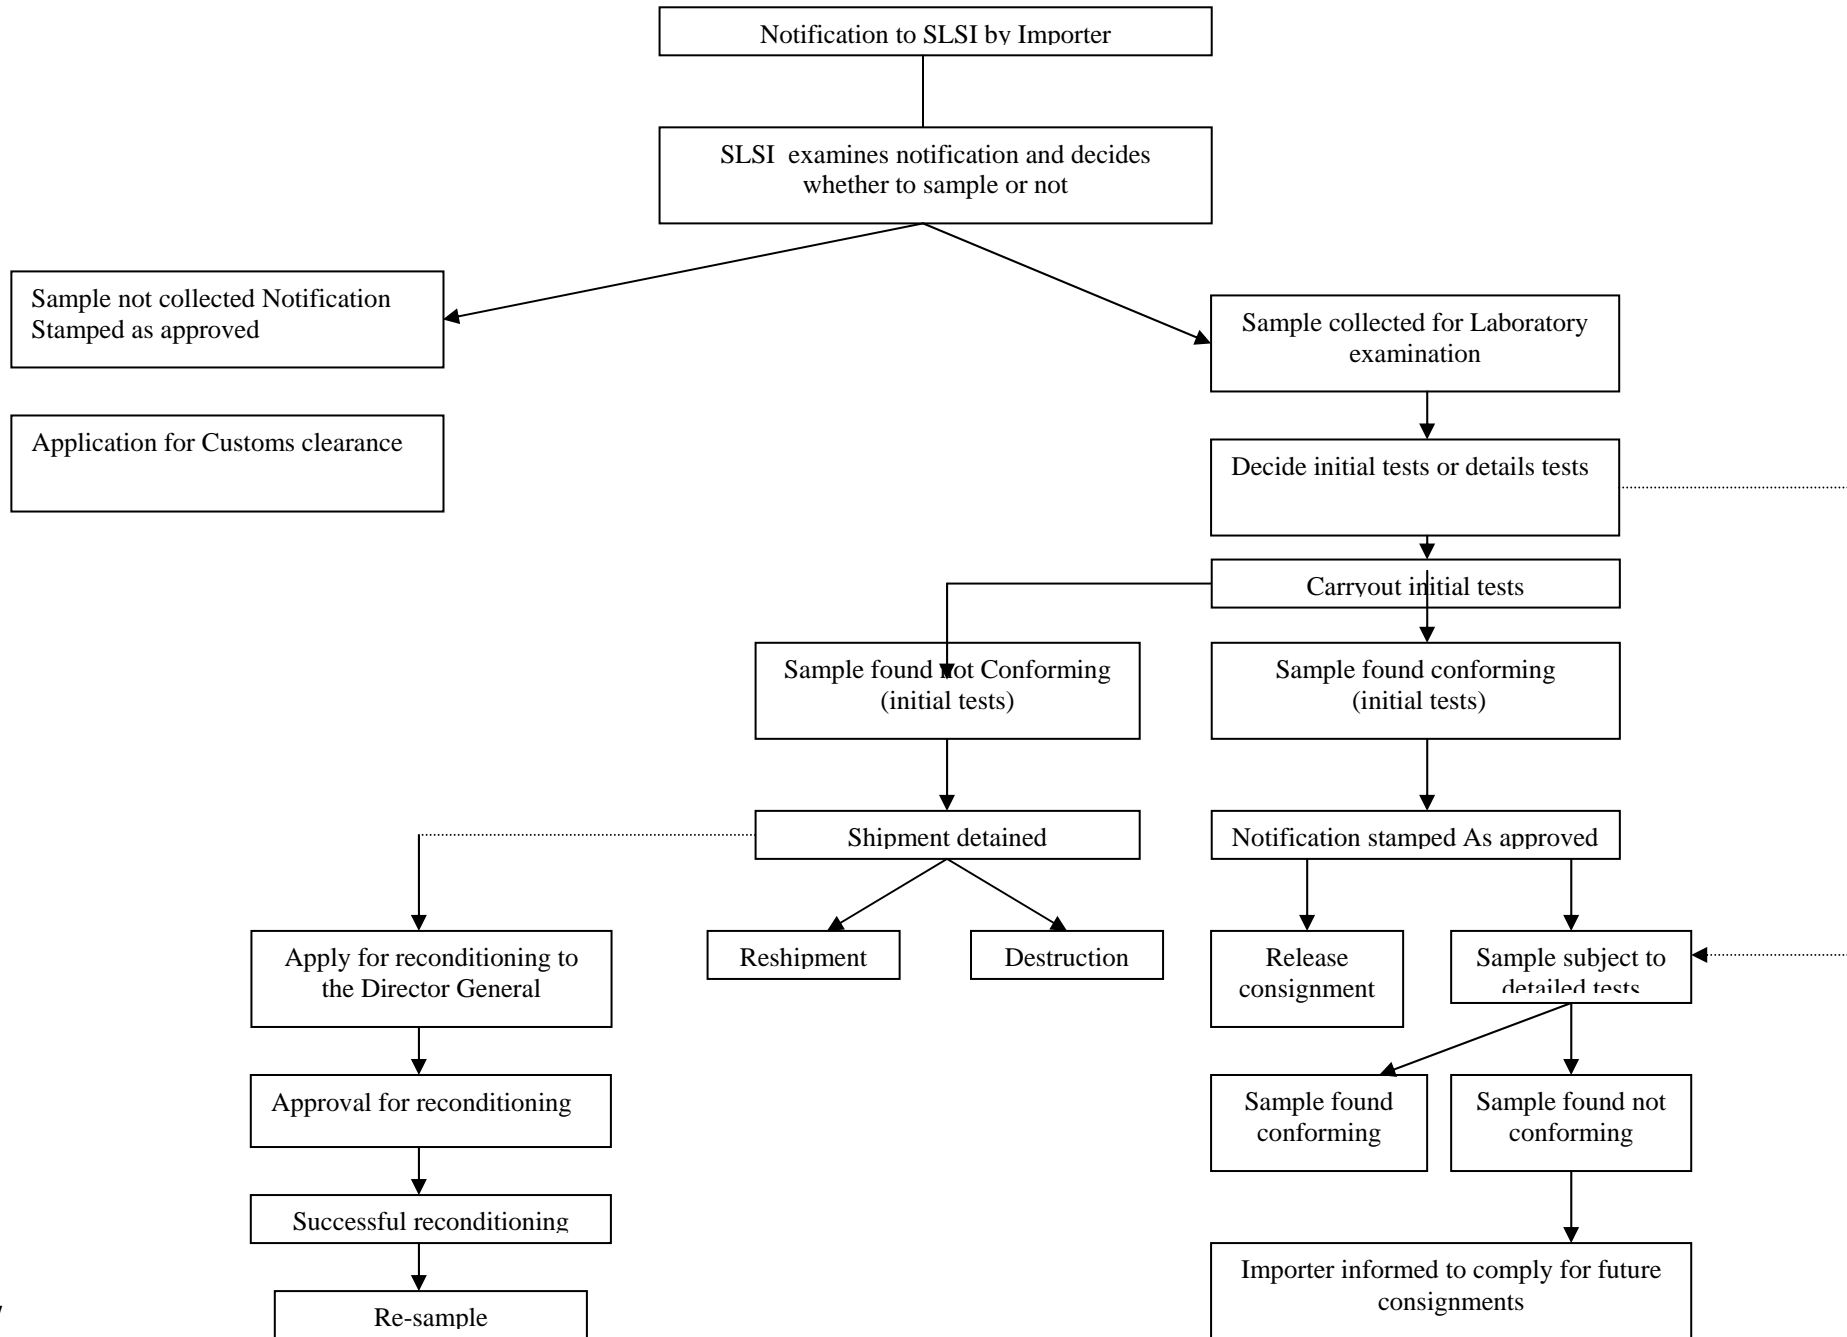 Notification to SLSI by Importer
SLSI examines notification and decides
whether to sample or not
Sample not collected Notification
Stamped as approved
Sample collected for Laboratory
examination
Application for Customs clearance
Decide initial tests or details tests
Carryout initial tests
Sample found not Conforming
(initial tests)
Sample found conforming
(initial tests)
Shipment detained
Notification stamped As approved
Apply for reconditioning to
the Director General
Reshipment
Destruction
Release
consignment
Sample subject to
detailed tests
Approval for reconditioning
Sample found
conforming
Sample found not
conforming
Successful reconditioning
Importer informed to comply for future
consignments
Re-sample